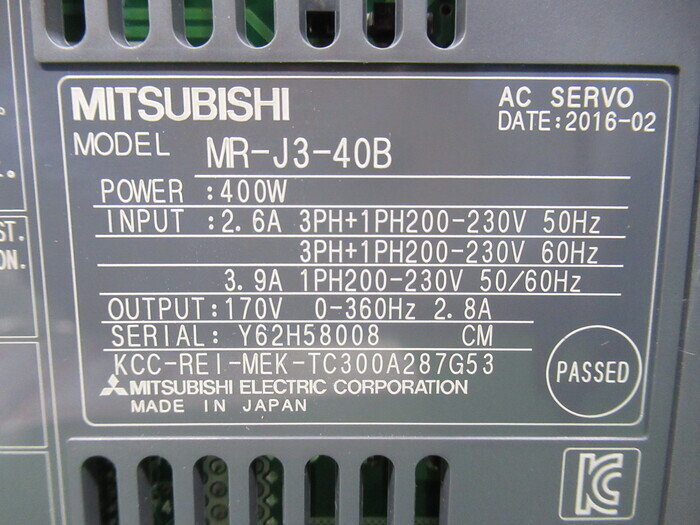 MITSUBISHI
AC SERVO
DATE:2016-02
MODEL MR-J3-40B
POWER :400W
INPUT :2.6A 3PH+1PH200-230V 50Hz
3PH+1PH200-230V 60Hz
3.9A 1PH200-230V 50/60Hz
OUTPUT:170V 0-360Hz 2.8A
SERIAL: Y62H58008 CM
KCC-REI-MEK-TC300A287G53
MITSUBISHI ELECTRIC CORPORATION
MADE IN JAPAN
PASSED
ST.
ON.